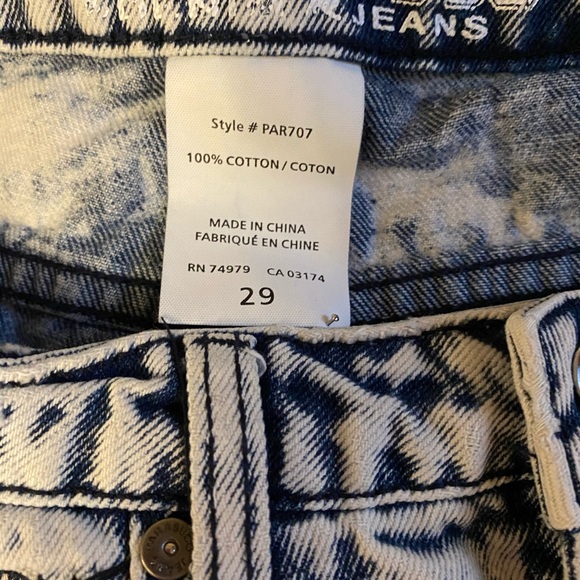 JEANS
Style # PAR707
100% COTTON / COTON
MADE IN CHINA
FABRIQUÉ EN CHINE
RN 74979 CA 03174
29